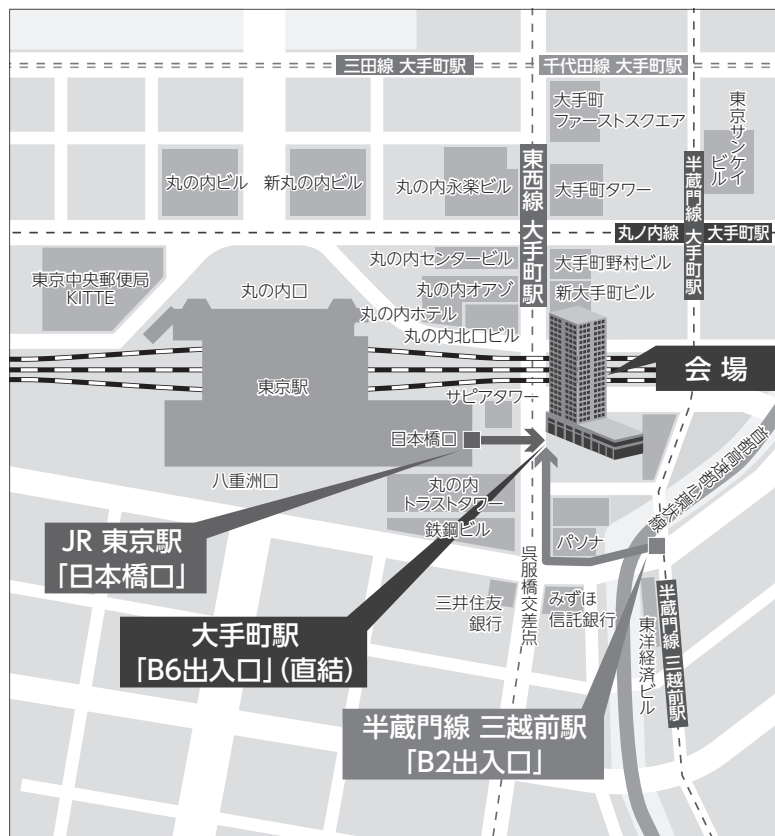 三田線 大手町駅
千代田線 大手町駅
大手町
ファーストスクエア
東京サンケイ
ビル
丸の内ビル
新丸の内ビル
丸の内永楽ビル
東西線 大手町駅
大手町タワー
半蔵門線 大手町駅
丸ノ内線
大手町駅
東京中央郵便局
KITTE
丸の内口
丸の内センタービル
大手町野村ビル
丸の内オアゾ
新大手町ビル
丸の内ホテル
丸の内北口ビル
会場
東京駅
サピアタワー
日本橋口
首都高速都心環状線
八重洲口
丸の内
トラストタワー
鉄鋼ビル
パソナ
JR 東京駅
「日本橋口」
呉服橋交差点
三井住友
銀行
みずほ
信託銀行
東洋経済ビル
半蔵門線 三越前駅
大手町駅
「B6出入口」(直結)
半蔵門線 三越前駅
「B2出入口」